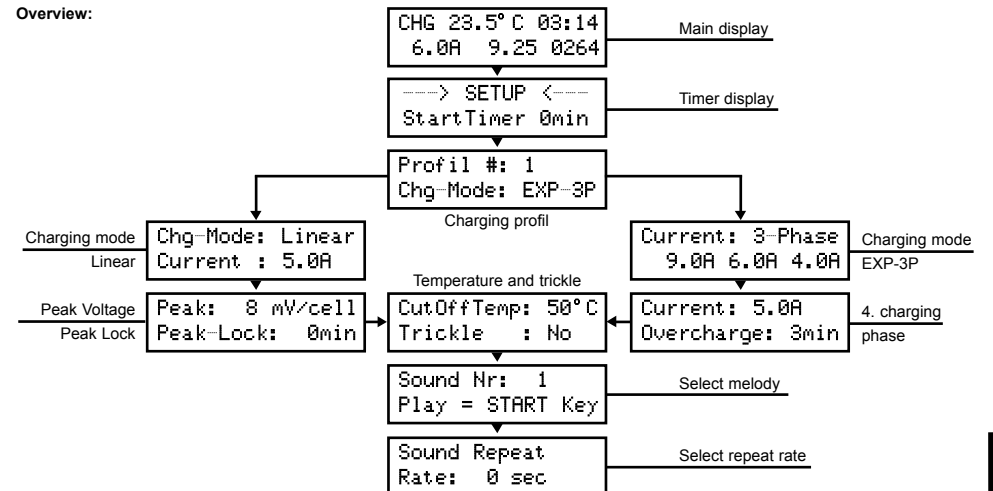 Overview:
CHG 23.5°C 03:14
6.0A 9.25 0264
Main display
---> SETUP <---
StartTimer 0min
Timer display
Profil #: 1
Chg-Mode: EXP-3P
Charging profil
Charging mode
Linear
Chg-Mode: Linear
Current : 5.0A
Current: 3-Phase
9.0A 6.0A 4.0A
Charging mode
EXP-3P
Peak Voltage
Peak Lock
Peak: 8 mV/cell
Peak-Lock: 0min
Temperature and trickle
CutOffTemp: 50°C
Trickle : No
Current: 5.0A
Overcharge: 3min
4. charging
phase
Sound Nr: 1
Play = START Key
Select melody
Sound Repeat
Rate: 0 sec
Select repeat rate